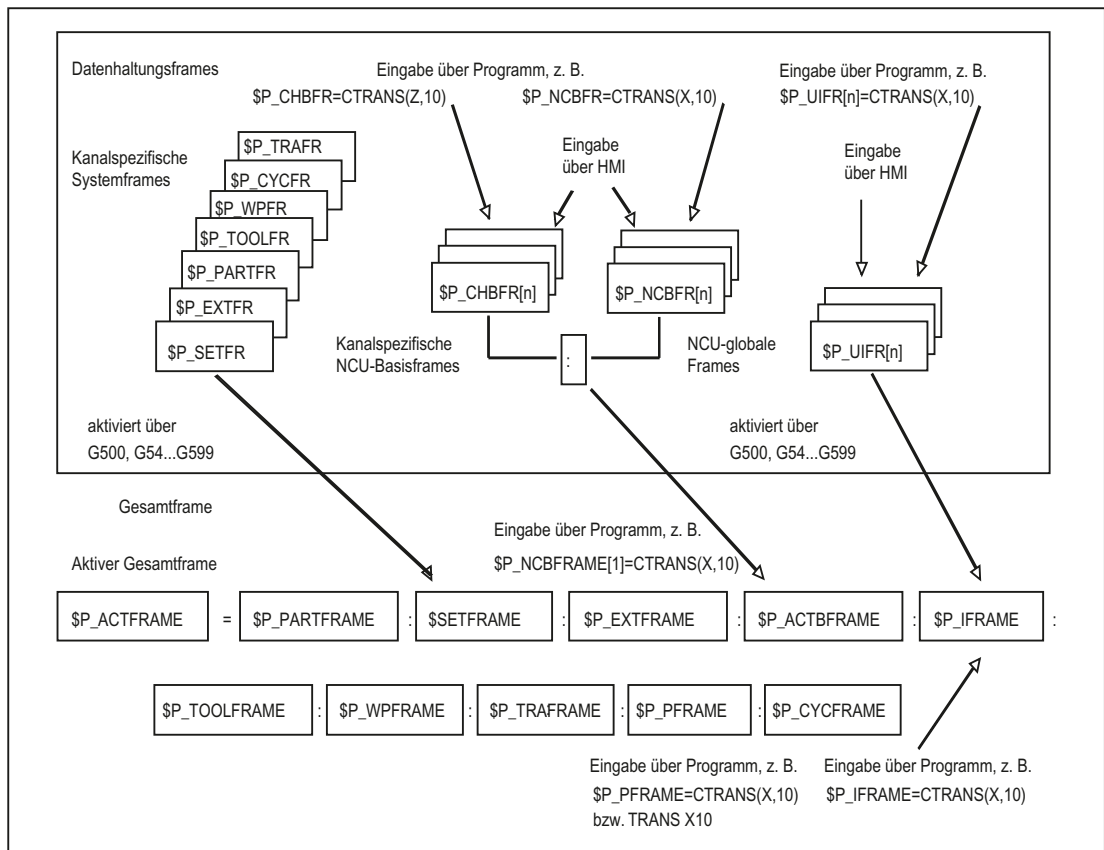 Datenhaltungsframes
Eingabe über Programm, z. B.
$P_CHBFR=CTRANS(Z,10)
$P_NCBFR=CTRANS(X,10)
Eingabe über Programm, z. B.
$P_UIFR[n]=CTRANS(X,10)
Kanalspezifische
Systemframes
$P_TRAFR
$P_CYCFR
$P_WPFR
$P_TOOLFR
$P_PARTFR
$P_EXTFR
$P_SETFR
Eingabe
über HMI
Eingabe
über HMI
$P_CHBFR[n]
$P_NCBFR[n]
$P_UIFR[n]
Kanalspezifische
NCU-Basisframes
:
NCU-globale
Frames
aktiviert über
G500, G54...G599
aktiviert über
G500, G54...G599
Gesamtframe
Eingabe über Programm, z. B.
$P_NCBFRAME[1]=CTRANS(X,10)
Aktiver Gesamtframe
$P_ACTFRAME = $P_PARTFRAME : $SETFRAME : $P_EXTFRAME : $P_ACTBFRAME : $P_IFRAME :
$P_TOOLFRAME : $P_WPFRAME : $P_TRAFRAME : $P_PFRAME : $P_CYCFRAME
Eingabe über Programm, z. B.
$P_PFRAME=CTRANS(X,10)
bzw. TRANS X10
Eingabe über Programm, z. B.
$P_IFRAME=CTRANS(X,10)